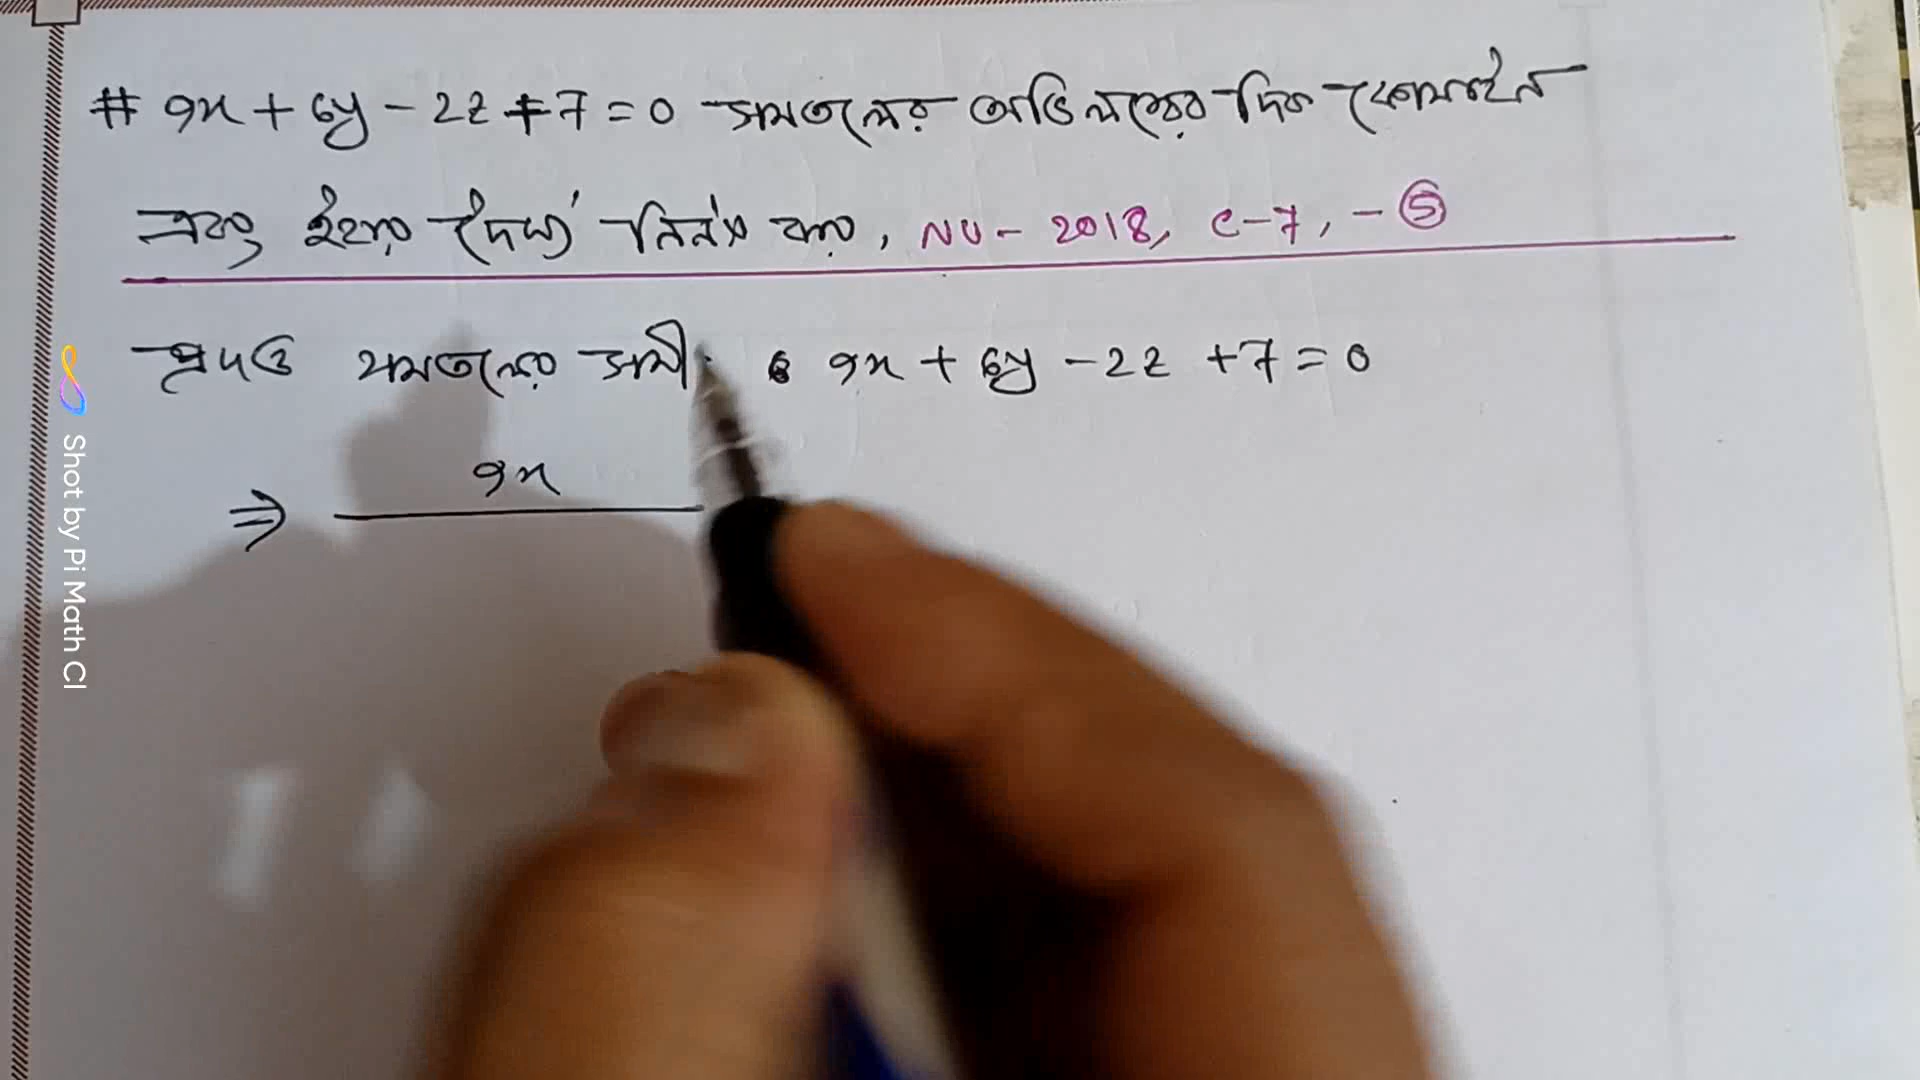 # 9x + 6y - 2z + 7 = 0 সমতলের অভিলম্বের দিক কোসাইন
এবং ইহার দৈর্ঘ্য নির্ণয় কর, NU - 2018, C-7, - 5
প্রদত্ত সমতলের সমী: 9x + 6y - 2z + 7 = 0
⇒ 9x
Shot by Pi Math Cl